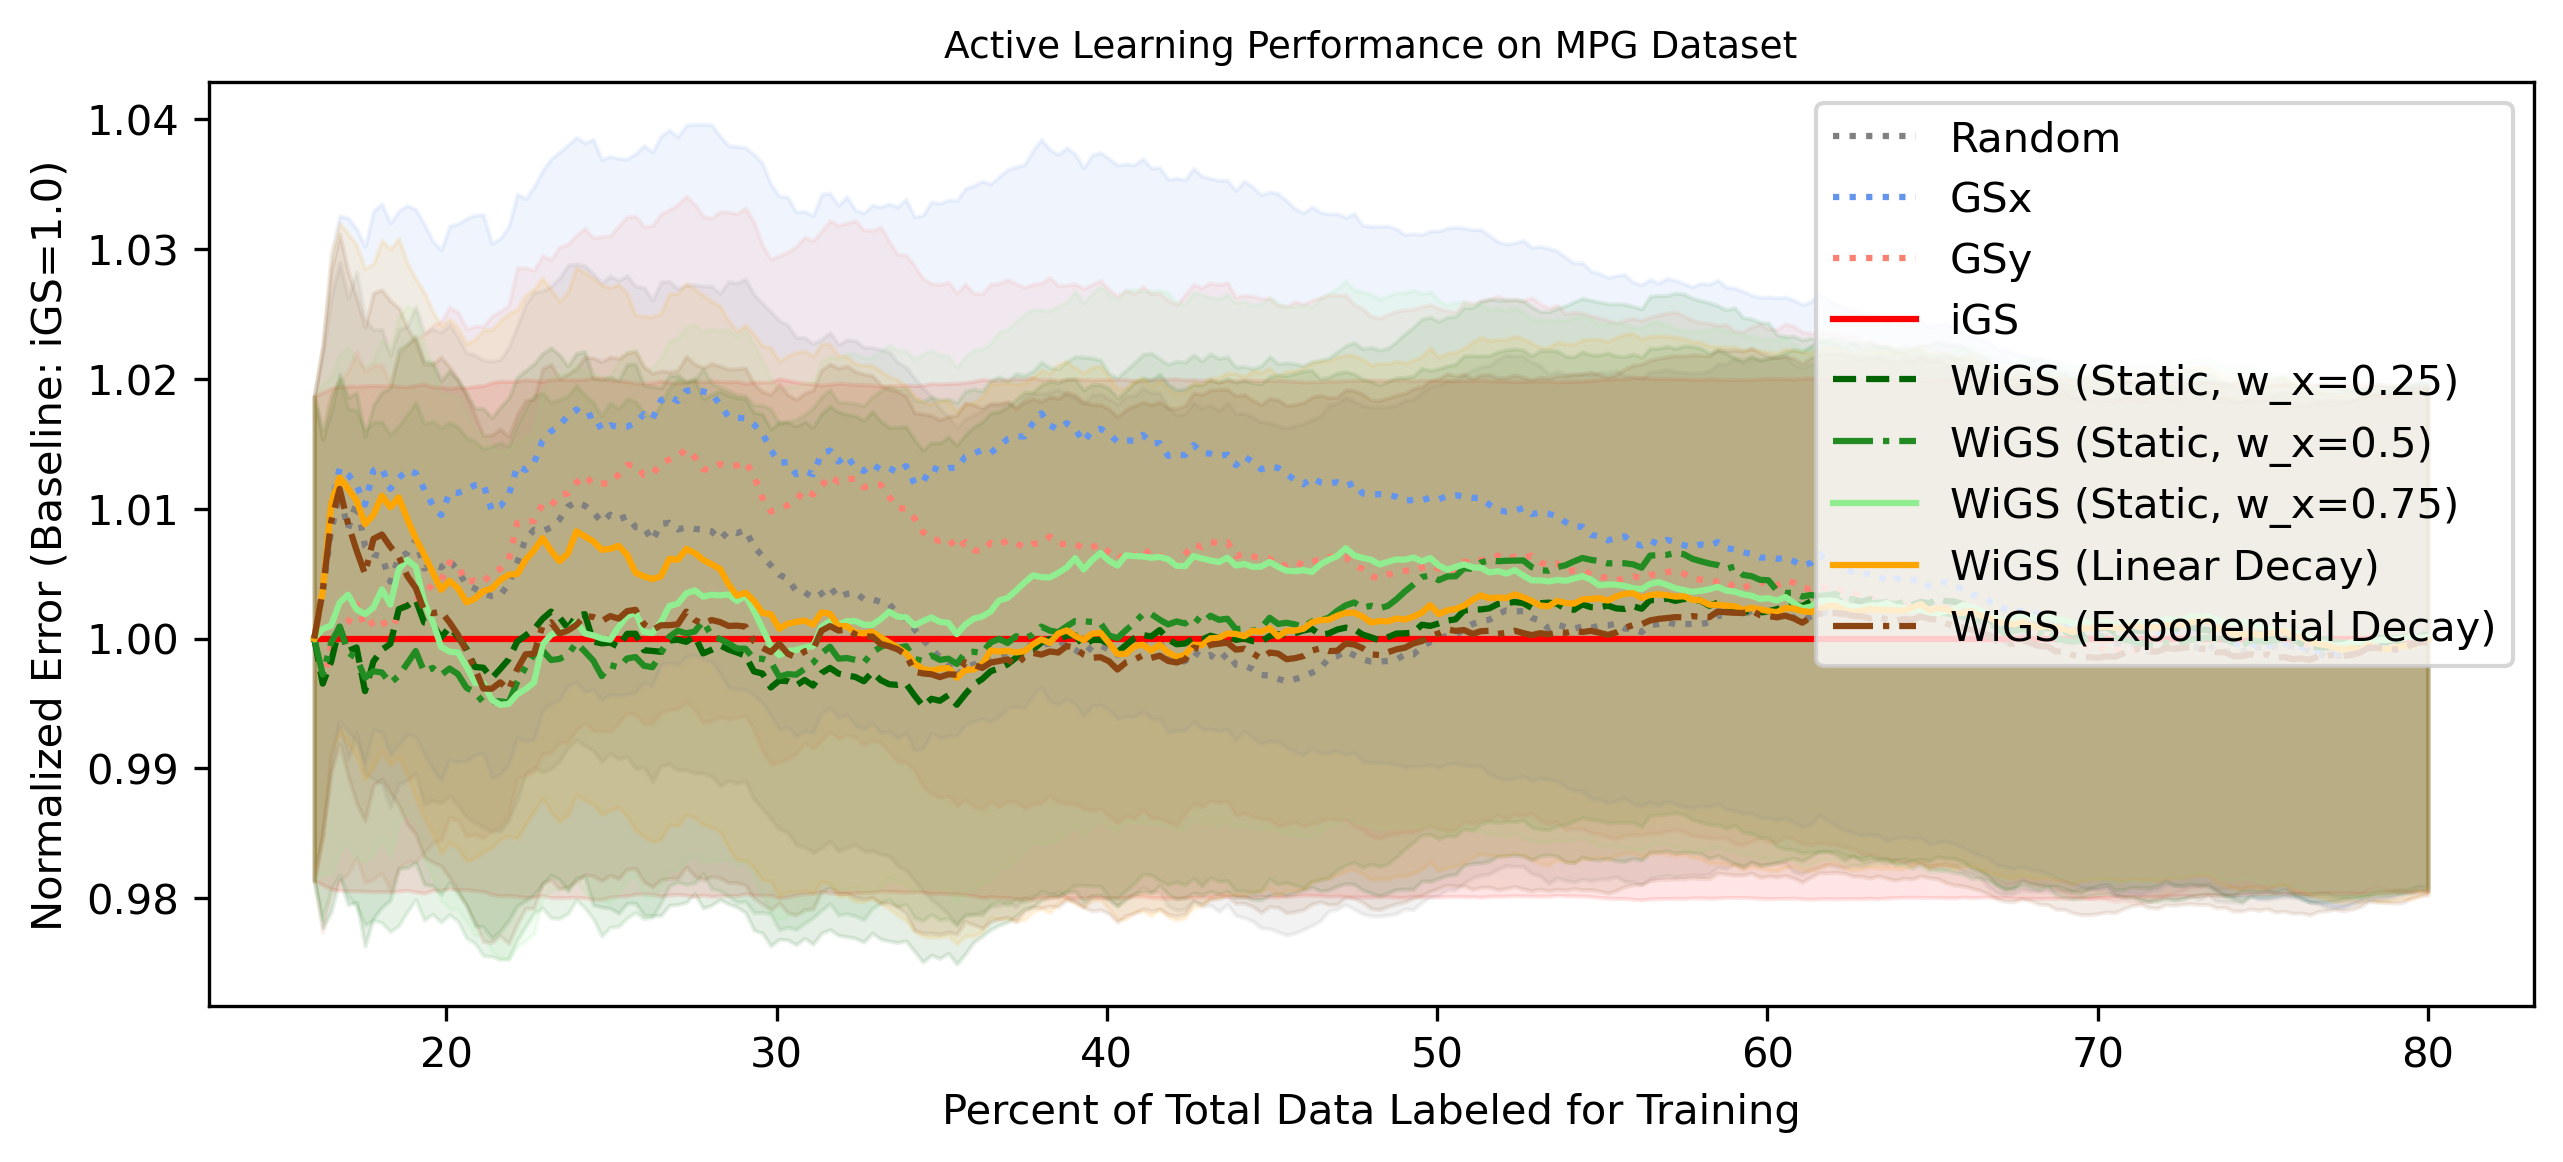 Active Learning Performance on MPG Dataset
Normalized Error (Baseline: iGS=1.0)
1.04
1.03
1.02
1.01
1.00
0.99
0.98
Random
GSx
GSy
iGS
WiGS (Static, w_x=0.25)
WiGS (Static, w_x=0.5)
WiGS (Static, w_x=0.75)
WiGS (Linear Decay)
WiGS (Exponential Decay)
20 30 40 50 60 70 80
Percent of Total Data Labeled for Training